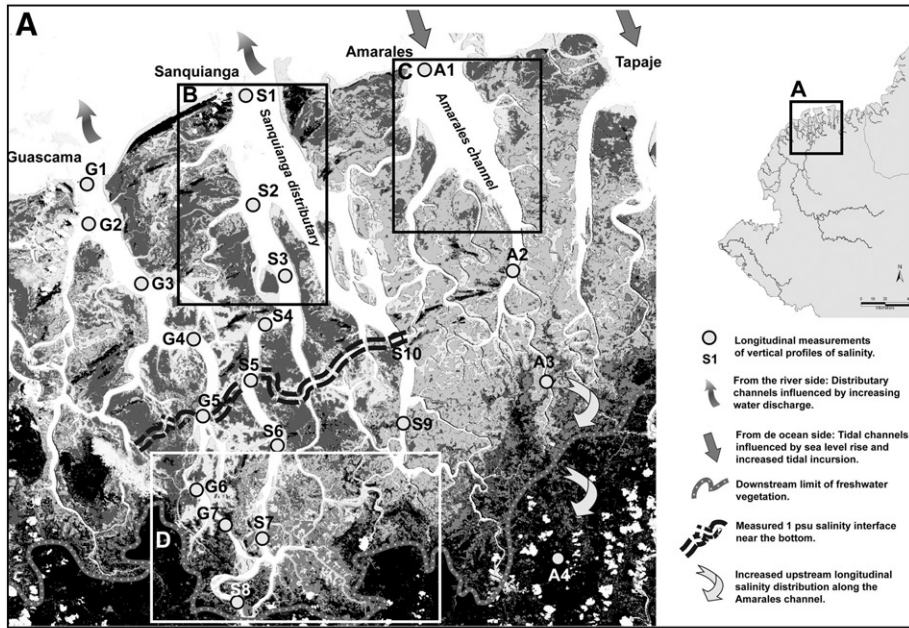 A
Sanquianga
Amarales
Tapaje
Guascama
B
S1
C
A1
Sanquianga distributary
Amarales channel
G1
G2
S2
G3
S3
A2
G4
S4
S10
S5
A3
G5
S6
S9
G6
G7
S7
D
S8
A4
A
N
S1
Longitudinal measurements
of vertical profiles of salinity.
From the river side: Distributary
channels influenced by increasing
water discharge.
From de ocean side: Tidal channels
influenced by sea level rise and
increased tidal incursion.
Downstream limit of freshwater
vegetation.
Measured 1 psu salinity interface
near the bottom.
Increased upstream longitudinal
salinity distribution along the
Amarales channel.